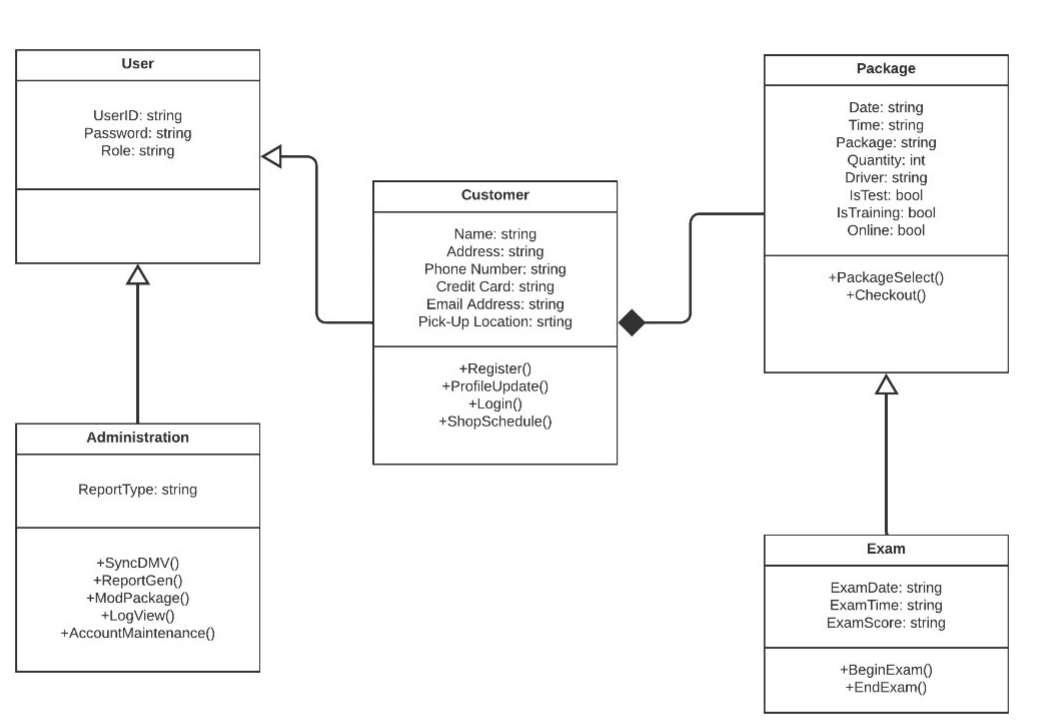 User
UserID: string
Password: string
Role: string
Package
Date: string
Time: string
Package: string
Quantity: int
Driver: string
IsTest: bool
IsTraining: bool
Online: bool
+PackageSelect()
+Checkout()
Customer
Name: string
Address: string
Phone Number: string
Credit Card: string
Email Address: string
Pick-Up Location: srting
+Register()
+ProfileUpdate()
+Login()
+ShopSchedule()
Administration
ReportType: string
+SyncDMV()
+ReportGen()
+ModPackage()
+LogView()
+AccountMaintenance()
Exam
ExamDate: string
ExamTime: string
ExamScore: string
+BeginExam()
+EndExam()